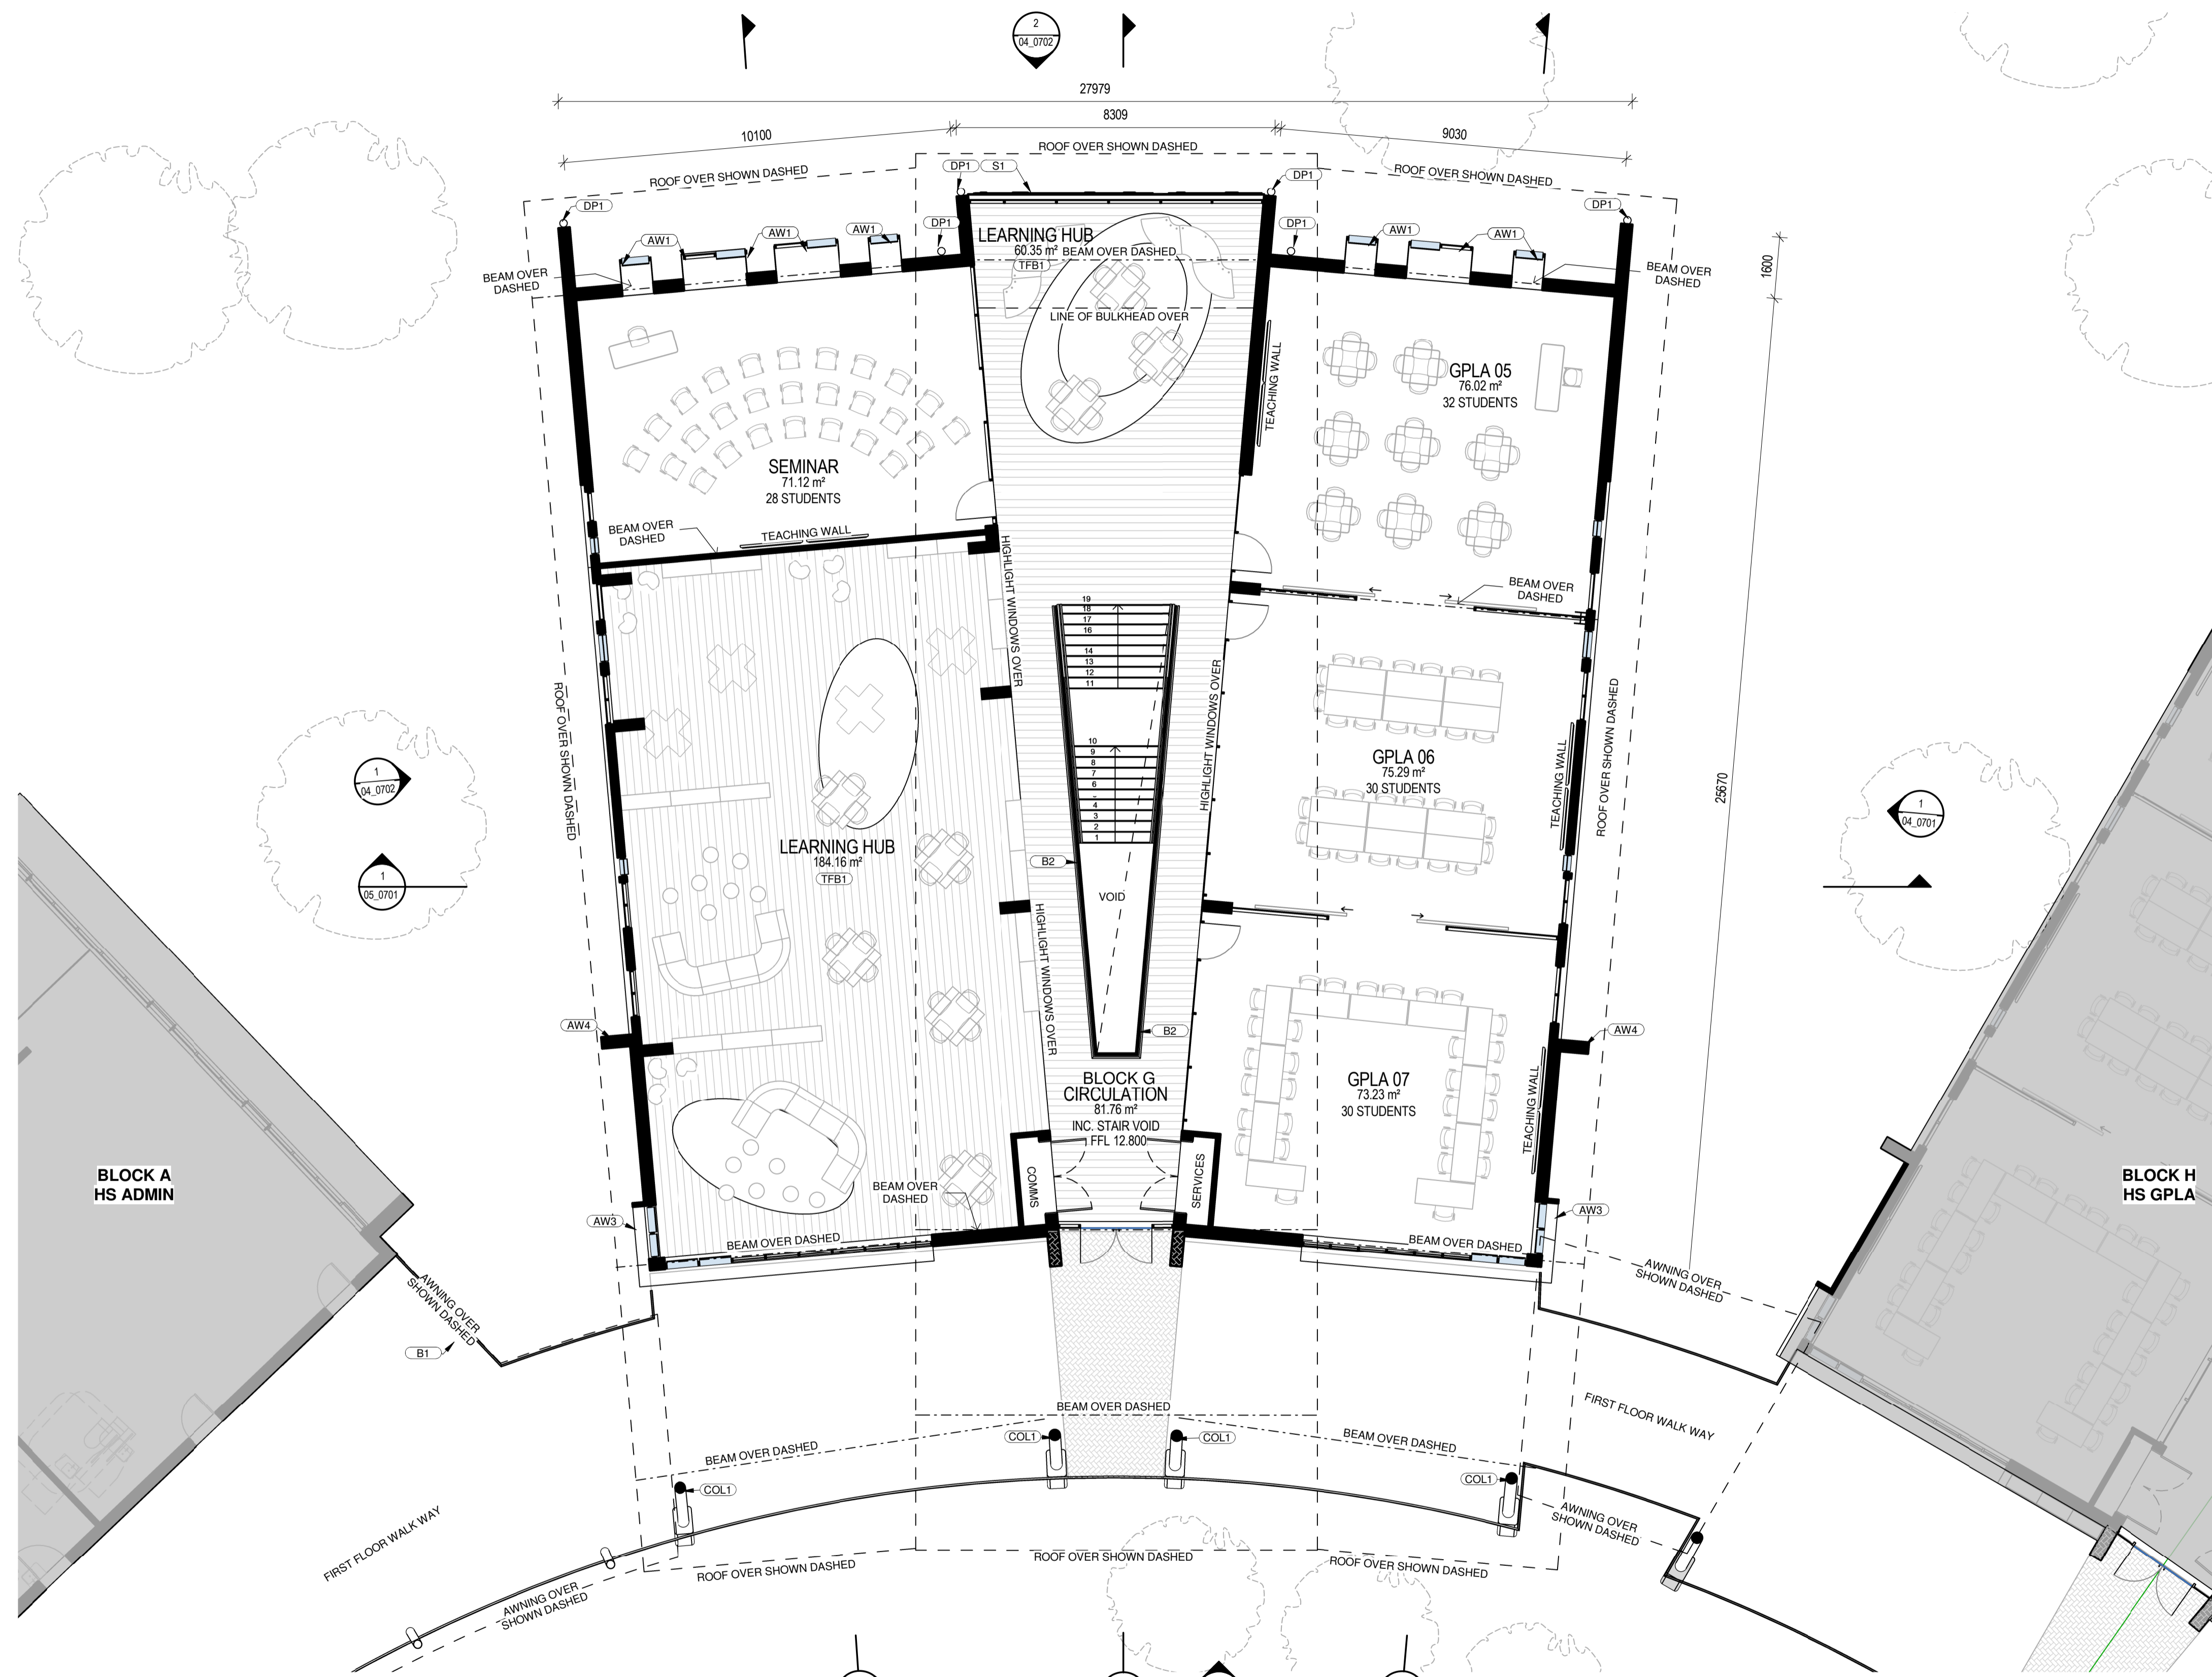 2
04_0702
27979
8309
10100
9030
ROOF OVER SHOWN DASHED
ROOF OVER SHOWN DASHED
ROOF OVER SHOWN DASHED
DP1
S1
DP1
DP1
DP1
DP1
DP1
AW1
AW1
AW1
AW1
AW1
LEARNING HUB
60.35 m²
TFB1
BEAM OVER DASHED
BEAM OVER
DASHED
BEAM OVER
DASHED
1600
LINE OF BULKHEAD OVER
TEACHING WALL
GPLA 05
76.02 m²
32 STUDENTS
SEMINAR
71.12 m²
28 STUDENTS
BEAM OVER
DASHED
TEACHING WALL
HIGHLIGHT WINDOWS OVER
BEAM OVER
DASHED
19
18
17
16
14
13
12
11
10
9
8
7
6
4
3
2
1
HIGHLIGHT WINDOWS OVER
ROOF OVER SHOWN DASHED
ROOF OVER SHOWN DASHED
GPLA 06
75.29 m²
30 STUDENTS
TEACHING WALL
25670
1
04_0702
1
04_0701
1
05_0701
LEARNING HUB
184.16 m²
TFB1
B2
VOID
HIGHLIGHT WINDOWS OVER
B2
AW4
AW4
BLOCK G
CIRCULATION
81.76 m²
INC. STAIR VOID
FFL 12.800
GPLA 07
73.23 m²
30 STUDENTS
TEACHING WALL
COMMS
SERVICES
BLOCK A
HS ADMIN
BLOCK H
HS GPLA
BEAM OVER
DASHED
AW3
AW3
BEAM OVER DASHED
BEAM OVER DASHED
AWNING OVER
SHOWN DASHED
AWNING OVER
SHOWN DASHED
B1
BEAM OVER DASHED
FIRST FLOOR WALK WAY
COL1
COL1
BEAM OVER DASHED
BEAM OVER DASHED
COL1
COL1
AWNING OVER
SHOWN DASHED
FIRST FLOOR WALK WAY
ROOF OVER SHOWN DASHED
ROOF OVER SHOWN DASHED
ROOF OVER SHOWN DASHED
AWNING OVER
SHOWN DASHED